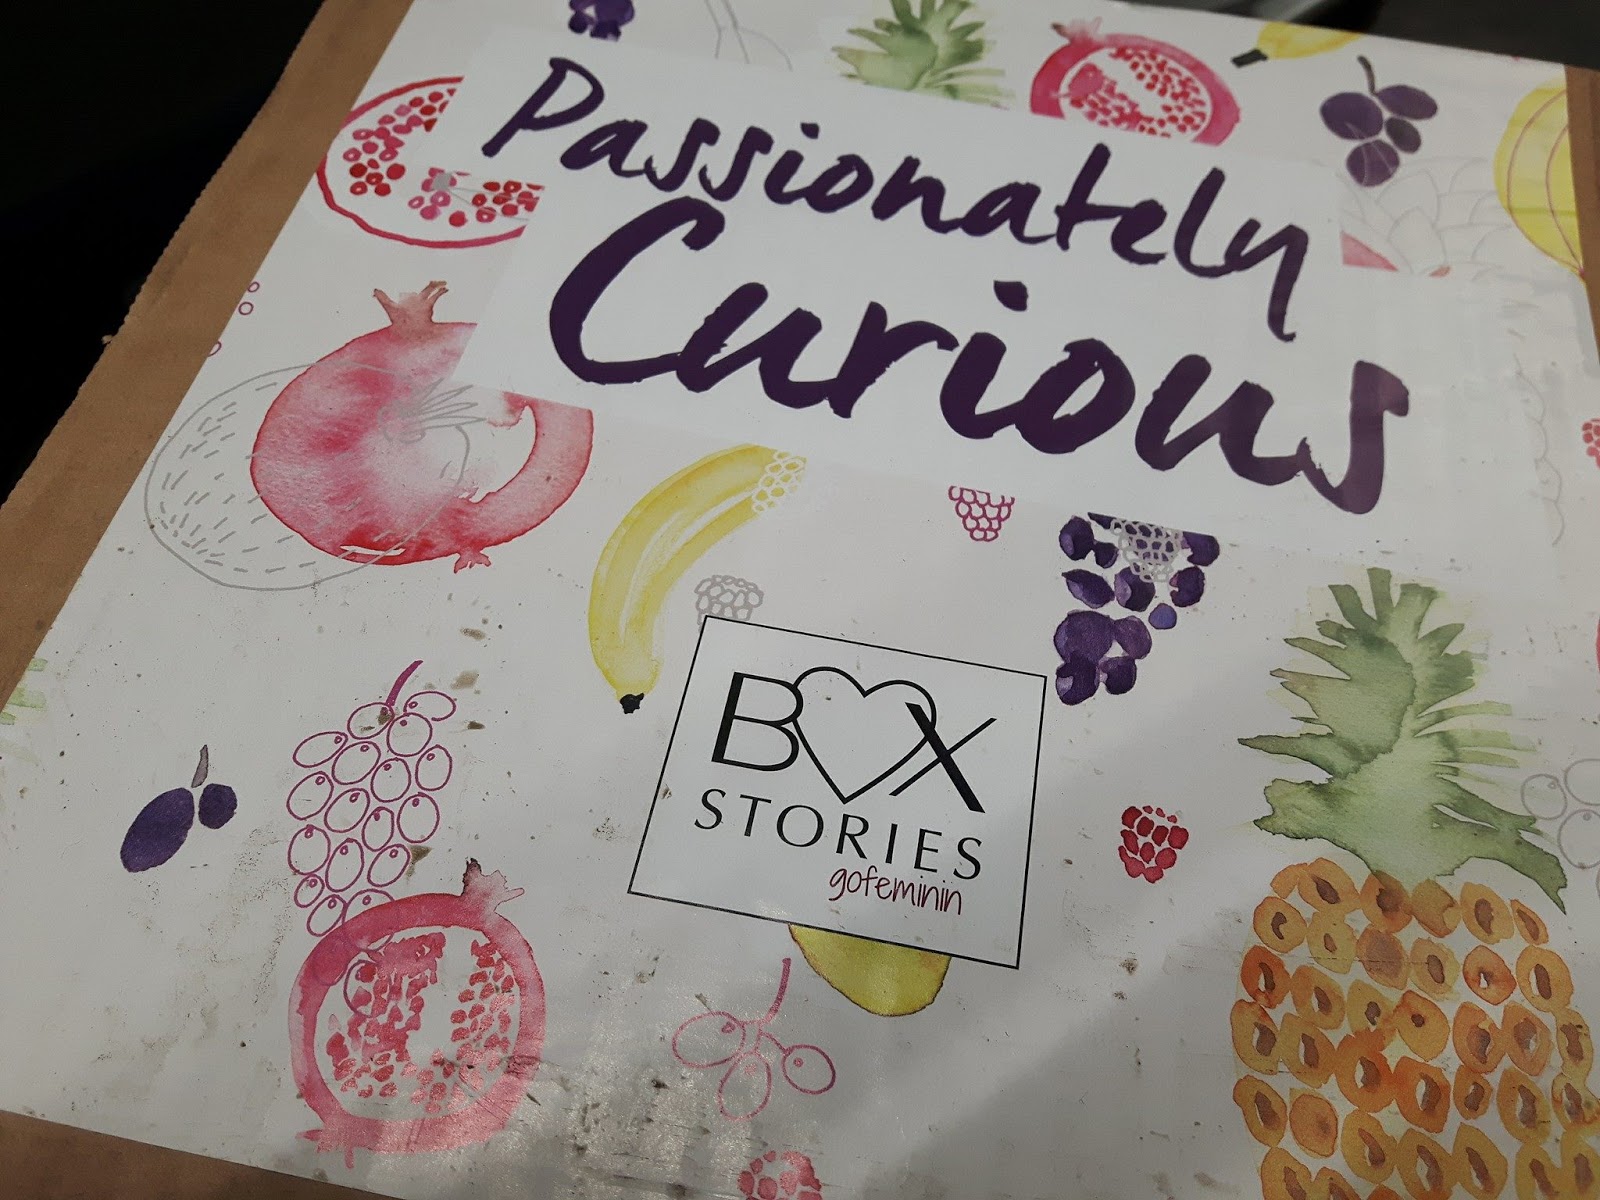 Passionately
Curious
BOX
STORIES
gofeminin